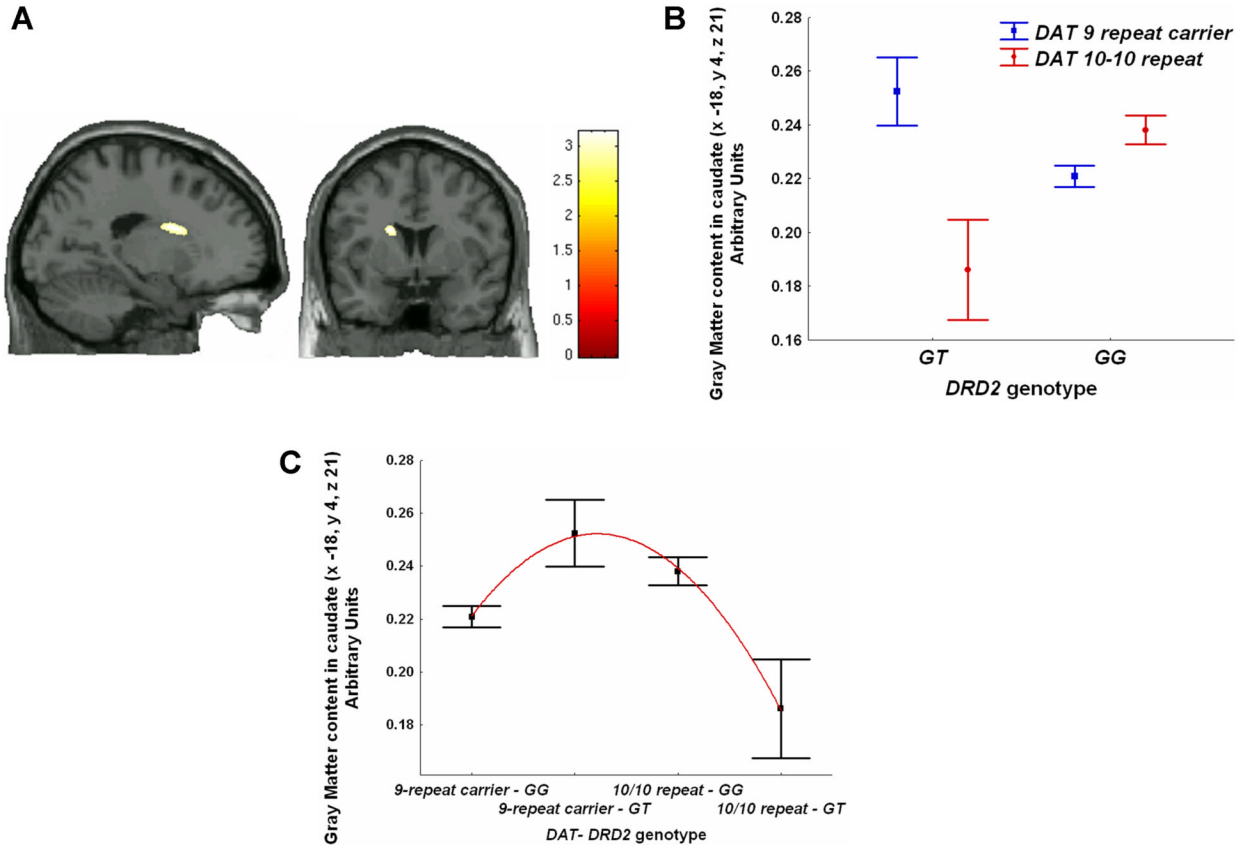 A
3
2.5
2
1.5
1
0.5
0
B
Gray Matter content in caudate (x -18, y 4, z 21)
Arbitrary Units
0.28
0.26
0.24
0.22
0.20
0.18
0.16
DAT 9 repeat carrier
DAT 10-10 repeat
GT
GG
DRD2 genotype
C
Gray Matter content in caudate (x -18, y 4, z 21)
Arbitrary Units
0.28
0.26
0.24
0.22
0.20
0.18
9-repeat carrier - GG
10/10 repeat - GG
9-repeat carrier - GT
10/10 repeat - GT
DAT- DRD2 genotype